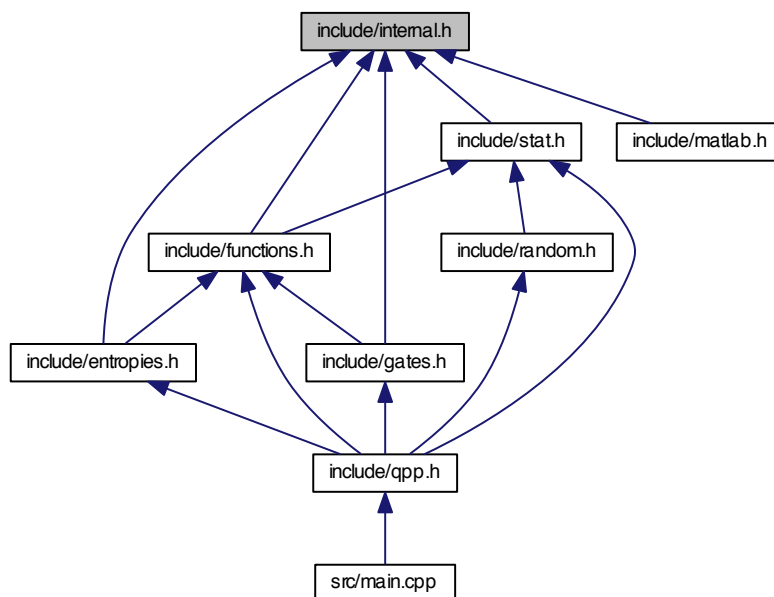 include/internal.h
include/stat.h
include/matlab.h
include/functions.h
include/random.h
include/entropies.h
include/gates.h
include/qpp.h
src/main.cpp